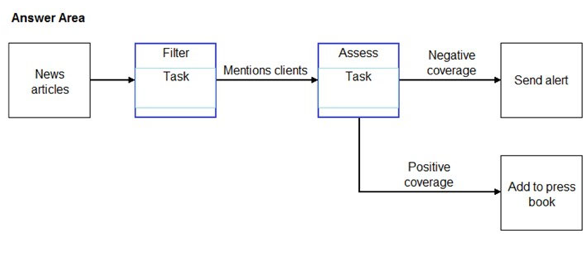 Answer Area
News
articles
Filter
Task
Mentions clients
Assess
Task
Negative
coverage
Send alert
Positive
coverage
Add to press
book